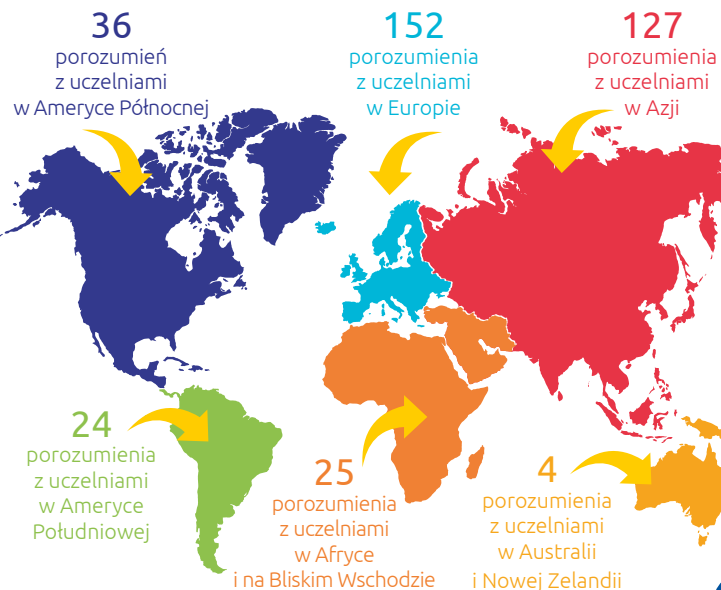 36
porozumień
z uczelniami
w Ameryce Północnej
152
porozumienia
z uczelniami
w Europie
127
porozumienia
z uczelniami
w Azji
24
porozumienia
z uczelniami
w Ameryce
Południowej
25
porozumienia
z uczelniami
w Afryce
i na Bliskim Wschodzie
4
porozumienia
z uczelniami
w Australii
i Nowej Zelandii